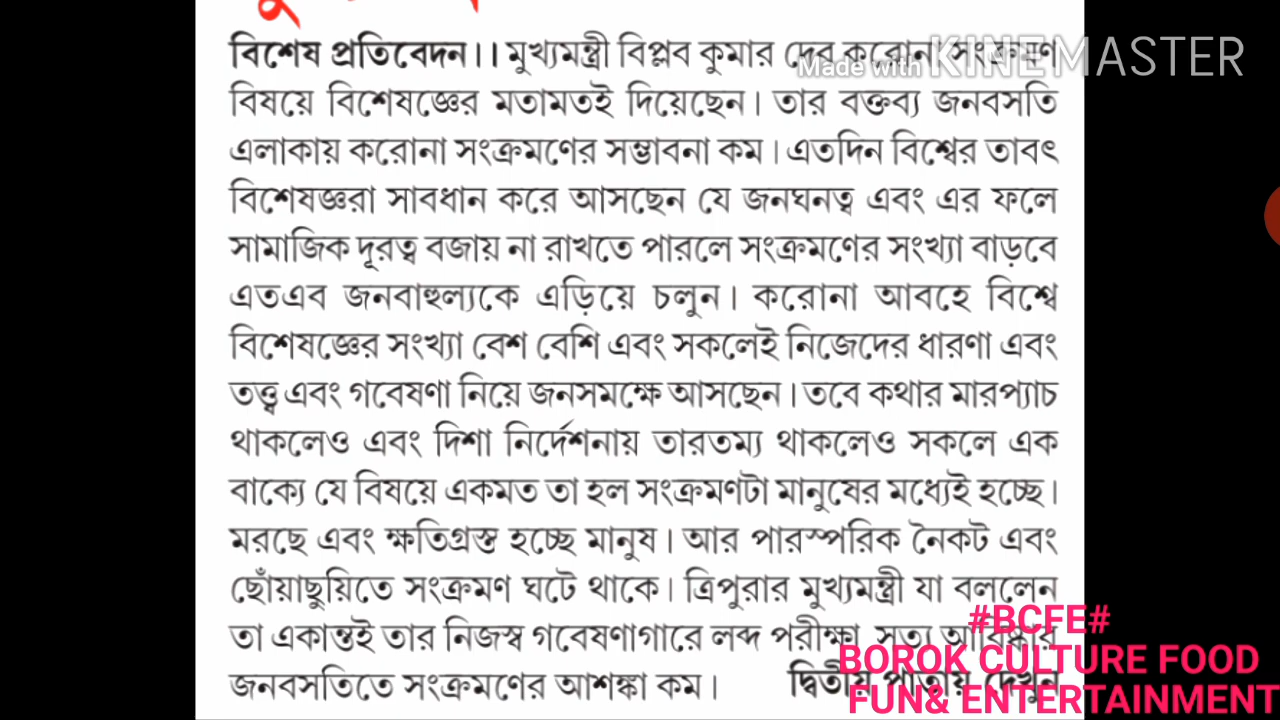 বিশেষ প্রতিবেদন।। মুখ্যমন্ত্রী বিপ্লব কুমার দেব করোনা সংক্রমণ
Made with KINEMASTER
বিষয়ে বিশেষজ্ঞের মতামতই দিয়েছেন। তার বক্তব্য জনবসতি
এলাকায় করোনা সংক্রমণের সম্ভাবনা কম। এতদিন বিশ্বের তাবৎ
বিশেষজ্ঞরা সাবধান করে আসছেন যে জনঘনত্ব এবং এর ফলে
সামাজিক দূরত্ব বজায় না রাখতে পারলে সংক্রমণের সংখ্যা বাড়বে
এতএব জনবাহুল্যকে এড়িয়ে চলুন। করোনা আবহে বিশ্বে
বিশেষজ্ঞের সংখ্যা বেশ বেশি এবং সকলেই নিজেদের ধারণা এবং
তত্ত্ব এবং গবেষণা নিয়ে জনসমক্ষে আসছেন। তবে কথার মারপ্যাচ
থাকলেও এবং দিশা নির্দেশনায় তারতম্য থাকলেও সকলে এক
বাক্যে যে বিষয়ে একমত তা হল সংক্রমণটা মানুষের মধ্যেই হচ্ছে।
মরছে এবং ক্ষতিগ্রস্ত হচ্ছে মানুষ। আর পারস্পরিক নৈকট এবং
ছোঁয়াছুয়িতে সংক্রমণ ঘটে থাকে। ত্রিপুরার মুখ্যমন্ত্রী যা বললেন
তা একান্তই তার নিজস্ব গবেষণাগারে লব্দ পরীক্ষা সত্য
জনবসতিতে সংক্রমণের আশঙ্কা কম। দ্বিতীয় পাতায় দেখুন
#BCFE#
BOROK CULTURE FOOD
FUN& ENTERTAINMENT